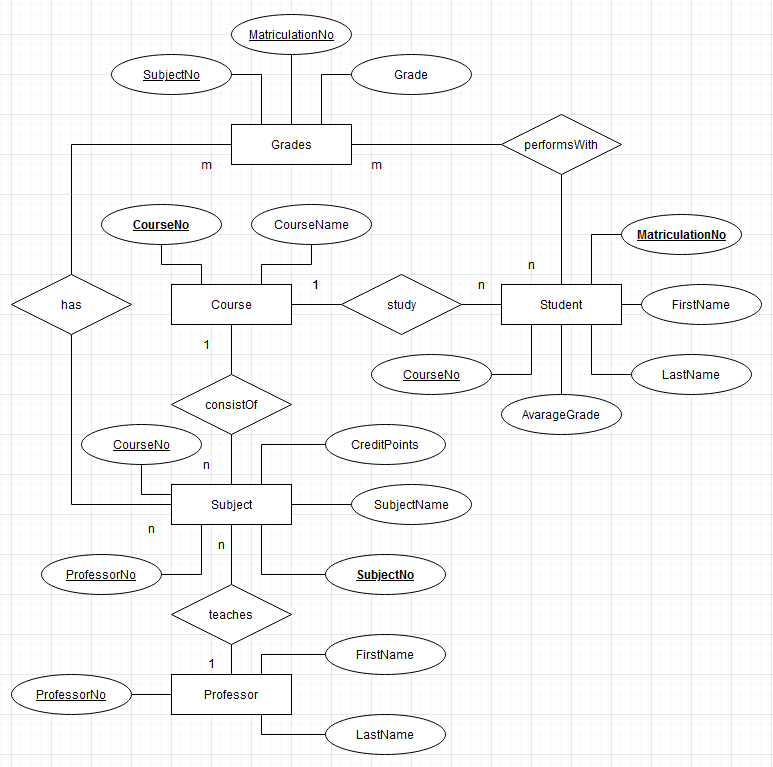 MatriculationNo
SubjectNo
Grade
Grades
performsWith
m
m
CourseNo
CourseName
MatriculationNo
n
has
Course
1
study
n
Student
FirstName
1
CourseNo
LastName
consistOf
AvarageGrade
CourseNo
CreditPoints
n
Subject
SubjectName
n
n
ProfessorNo
SubjectNo
teaches
FirstName
1
ProfessorNo
Professor
LastName